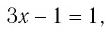 3x − 1 = 1,